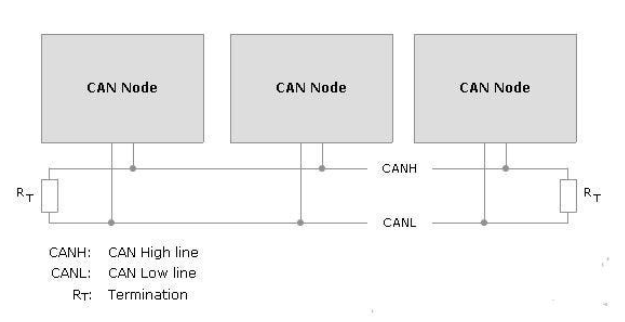 CAN Node CAN Node CAN Node
CANH
RT RT
CANL
CANH: CAN High line
CANL: CAN Low line
RT: Termination